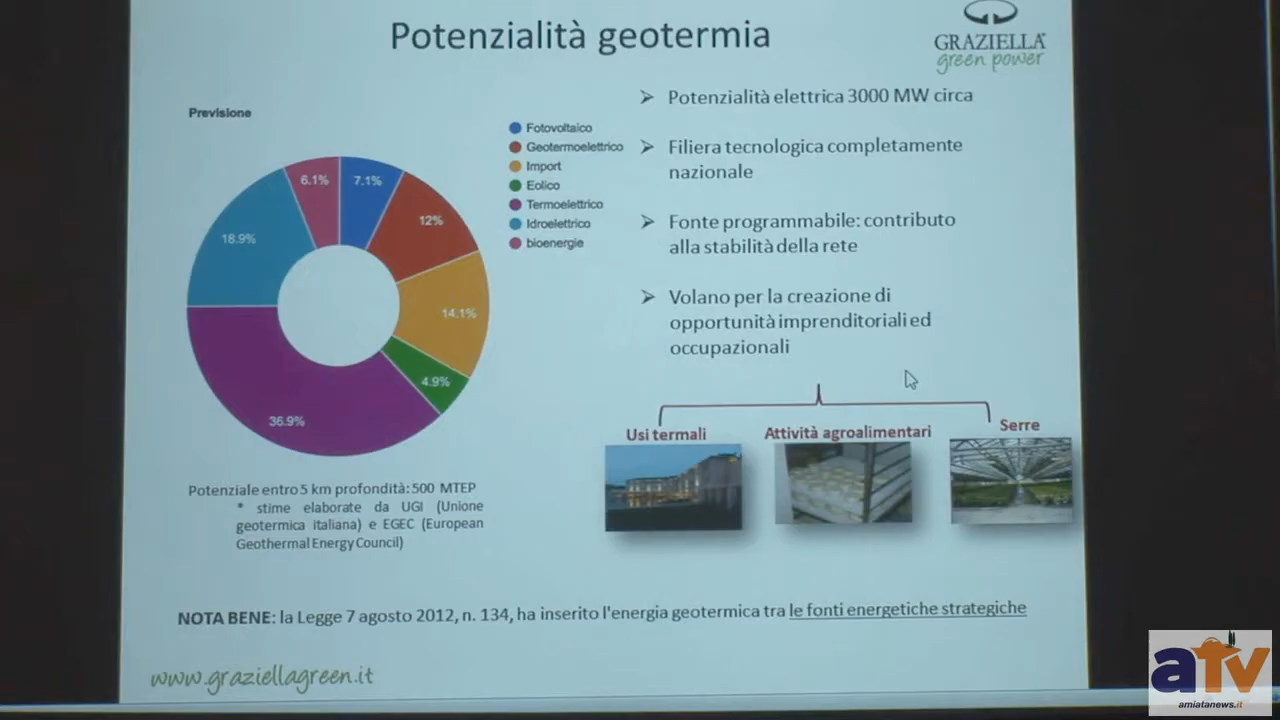 Potenzialità geotermia
GRAZIELLA
green power
Previsione
7.1%
12%
14.1%
4.9%
36.9%
18.9%
6.1%
Fotovoltaico
Geotermoelettrico
Import
Eolico
Termoelettrico
Idroelettrico
bioenergie
Potenziale entro 5 km profondità: 500 MTEP
* stime elaborate da UGI (Unione
geotermica italiana) e EGEC (European
Geothermal Energy Council)
Potenzialità elettrica 3000 MW circa
Filiera tecnologica completamente
nazionale
Fonte programmabile: contributo
alla stabilità della rete
Volano per la creazione di
opportunità imprenditoriali ed
occupazionali
Usi termali
Attività agroalimentari
Serre
NOTA BENE: la Legge 7 agosto 2012, n. 134, ha inserito l'energia geotermica tra le fonti energetiche strategiche
www.graziellagreen.it
aTv
amiatanews.it